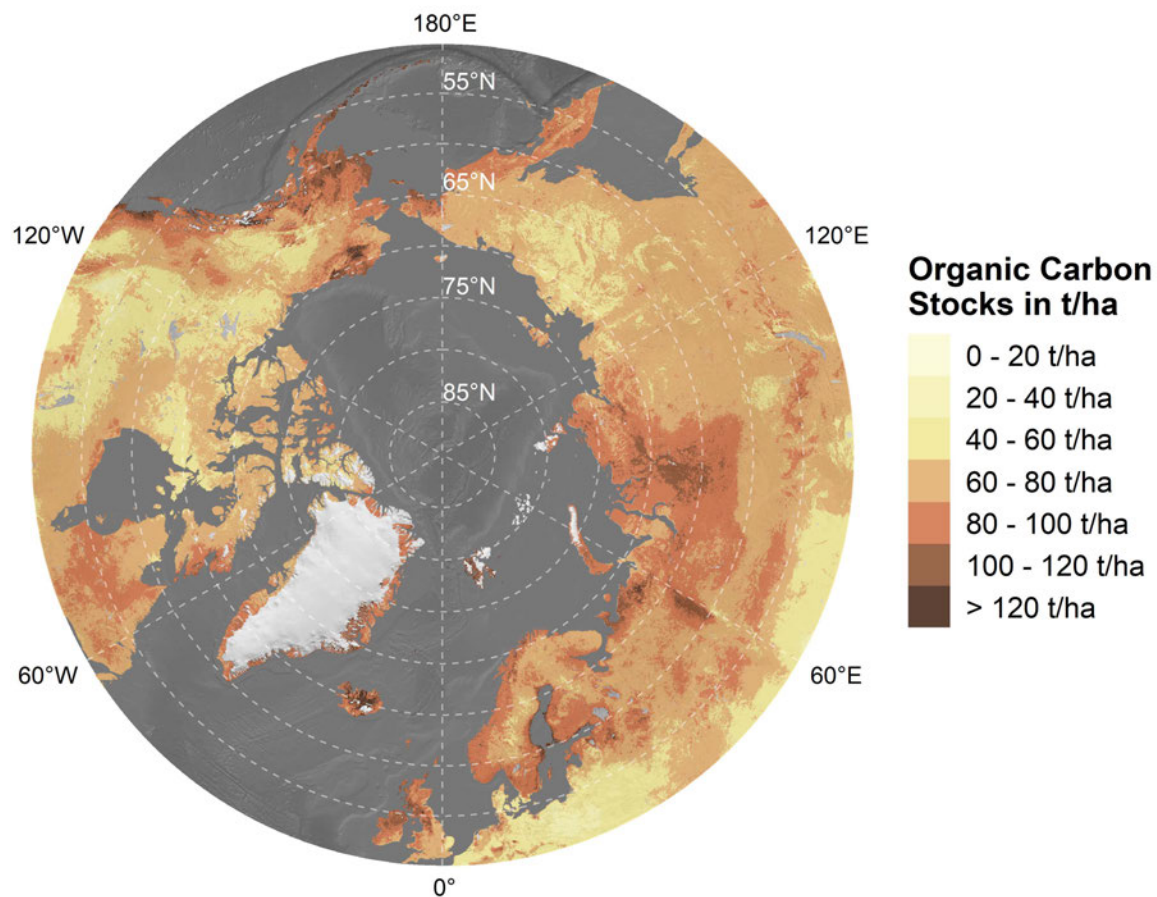 180°E
55°N
65°N
120°W
120°E
75°N
85°N
60°W
60°E
0°
Organic Carbon
Stocks in t/ha
0 - 20 t/ha
20 - 40 t/ha
40 - 60 t/ha
60 - 80 t/ha
80 - 100 t/ha
100 - 120 t/ha
> 120 t/ha